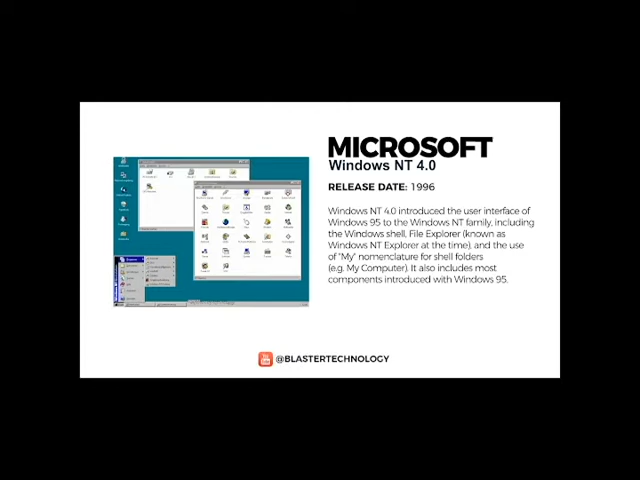 MICROSOFT
Windows NT 4.0
RELEASE DATE: 1996
Windows NT 4.0 introduced the user interface of
Windows 95 to the Windows NT family, including
the Windows shell, File Explorer (known as
Windows NT Explorer at the time), and the use
of "My" nomenclature for shell folders
(e.g. My Computer). It also includes most
components introduced with Windows 95.
@BLASTERTECHNOLOGY